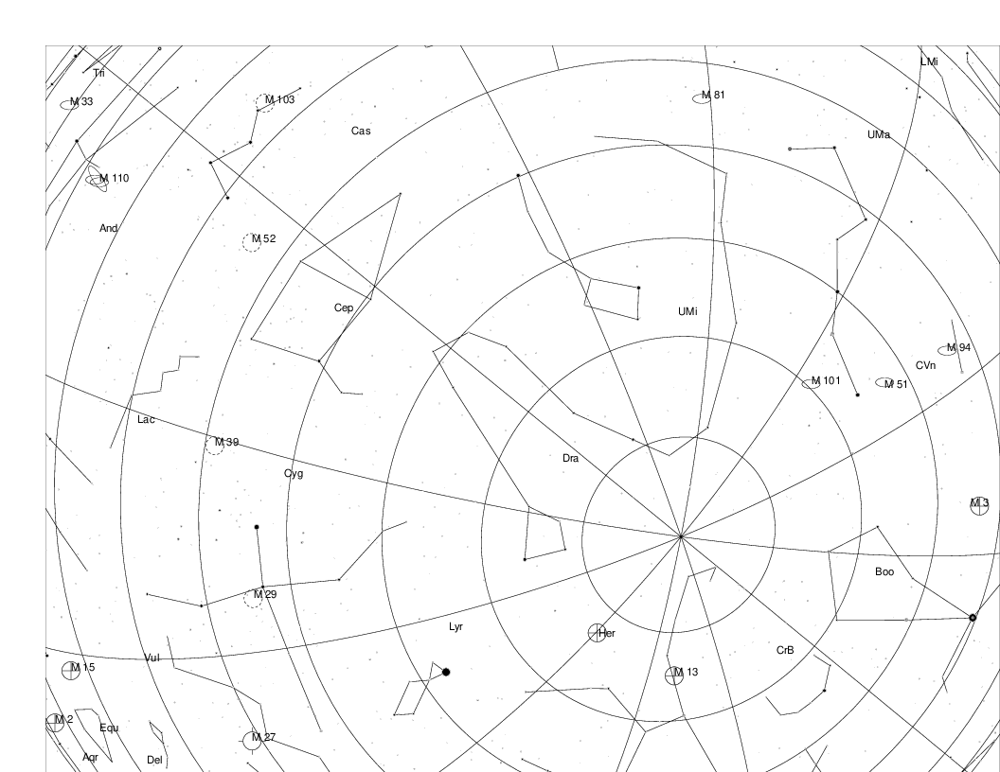 LMi
Tri
M 81
M 103
M 33
Cas
UMa
M 110
And
M 52
Cep
UMi
M 94
CVn
M 101
M 51
Lac
M 39
Dra
Cyg
M 3
Boo
M 29
Lyr
Her
CrB
Vul
M 15
M 13
M 2
Equ
M 27
Aqr
Del